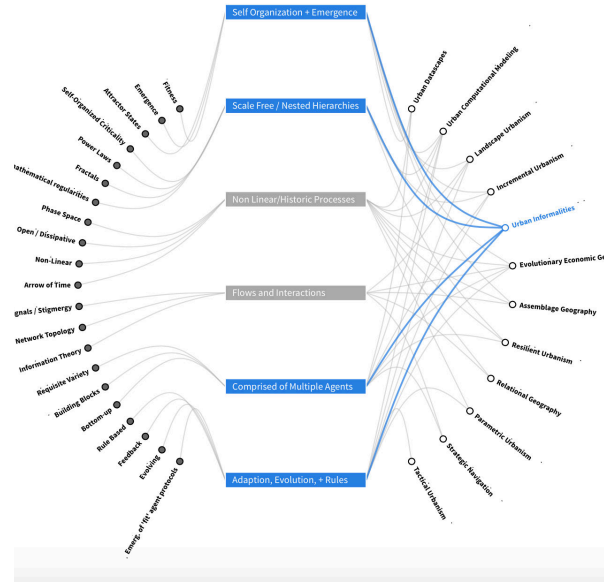 Self Organization + Emergence
Scale Free / Nested Hierarchies
Non Linear/Historic Processes
Flows and Interactions
Comprised of Multiple Agents
Adaption, Evolution, + Rules
Fitness
Emergence
Attractor States
Self-Organized Criticality
Power Laws
Fractals
athematical regularities
Phase Space
Open / Dissipative
Non-Linear
Arrow of Time
gnals / Stigmergy
Network Topology
Information Theory
Requisite Variety
Building Blocks
Bottom-up
Rule Based
Feedback
Evolving
Emerg. of 'fit' agent protocols
Urban Datascapes
Urban Computational Modeling
Landscape Urbanism
Incremental Urbanism
Urban Informalities
Evolutionary Economic Ge
Assemblage Geography
Resilient Urbanism
Relational Geography
Parametric Urbanism
Strategic Navigation
Tactical Urbanism